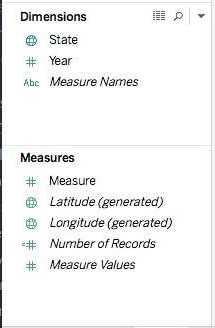 Dimensions
State
# Year
Abc Measure Names
Measures
# Measure
Latitude (generated)
Longitude (generated)
=# Number of Records
# Measure Values